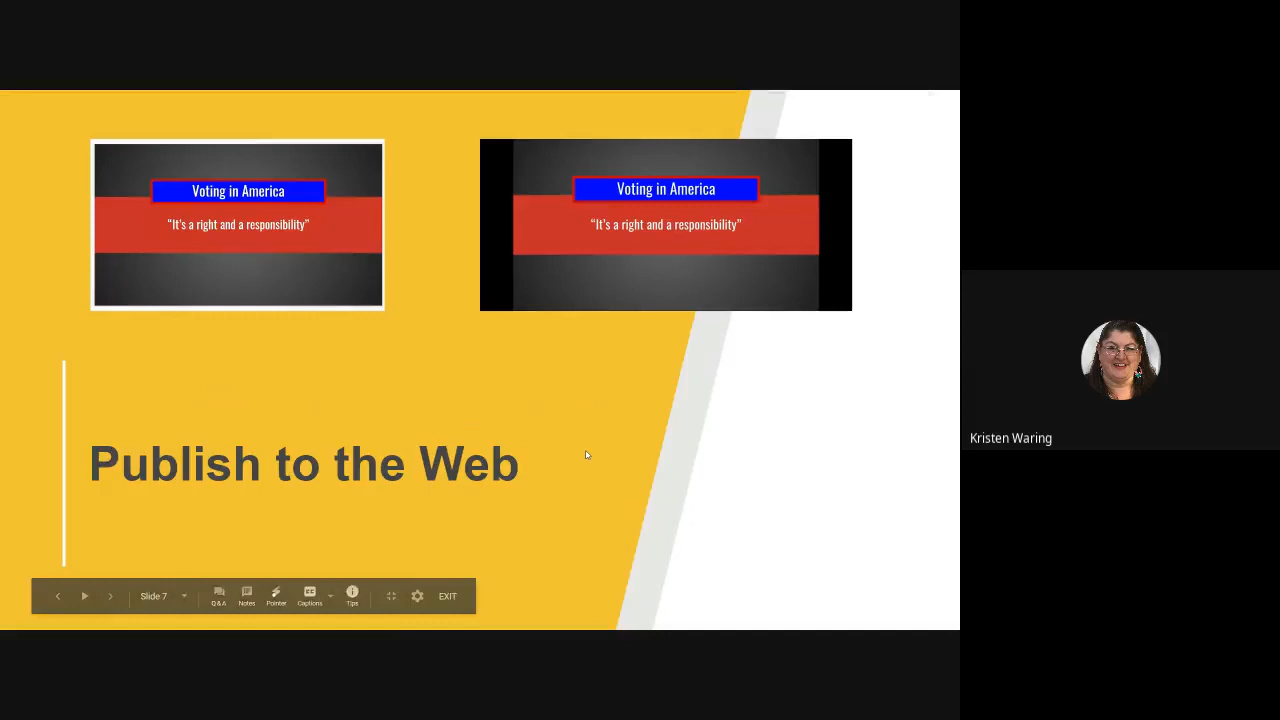 Voting in America
“It's a right and a responsibility”
Voting in America
“It's a right and a responsibility”
Publish to the Web
Slide 7
Q&A
Notes
Pointer
CC
Captions
Tips
EXIT
Kristen Waring